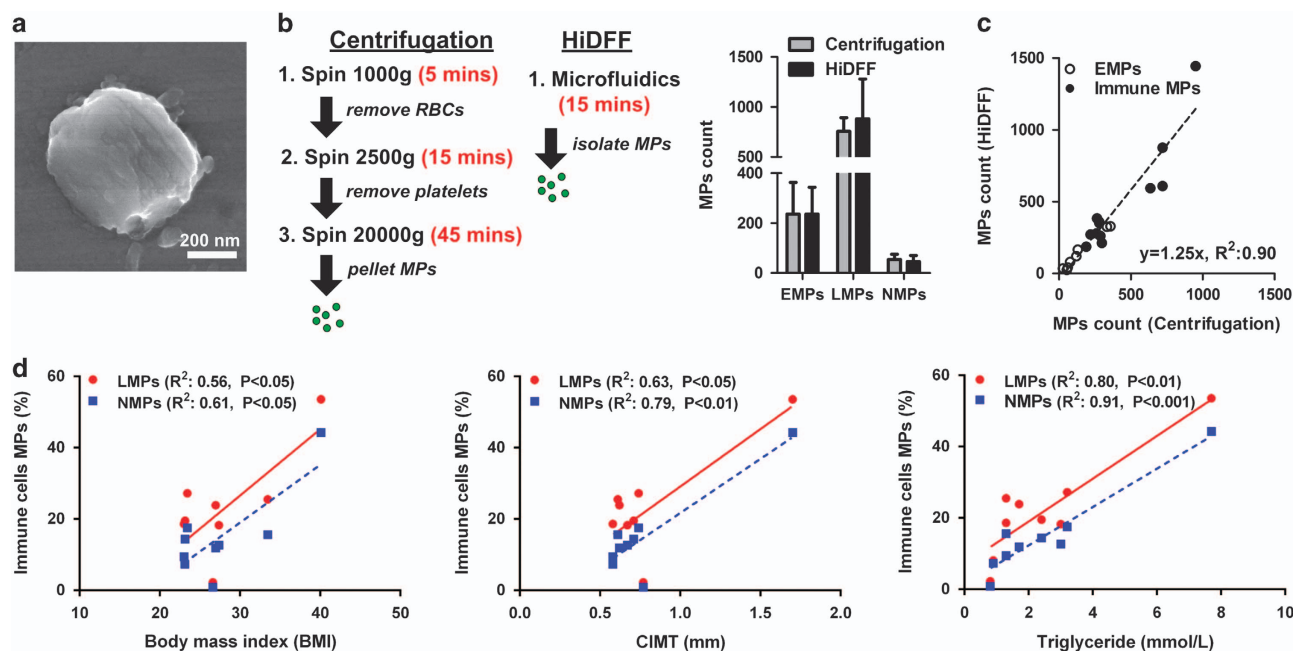 a
200 nm
b
Centrifugation
1. Spin 1000g (5 mins)
remove RBCs
2. Spin 2500g (15 mins)
remove platelets
3. Spin 20000g (45 mins)
pellet MPs
HiDFF
1. Microfluidics
(15 mins)
isolate MPs
Centrifugation
HiDFF
MPs count
1500
1000
500
400
200
0
EMPs LMPs NMPs
c
EMPs
Immune MPs
MPs count (HiDFF)
1500
1000
500
0
y=1.25x, R²:0.90
0 500 1000 1500
MPs count (Centrifugation)
d
LMPs (R²: 0.56, P<0.05)
NMPs (R²: 0.61, P<0.05)
Immune cells MPs (%)
60
40
20
0
10 20 30 40 50
Body mass index (BMI)
LMPs (R²: 0.63, P<0.05)
NMPs (R²: 0.79, P<0.01)
Immune cells MPs (%)
60
40
20
0
0.0 0.5 1.0 1.5 2.0
CIMT (mm)
LMPs (R²: 0.80, P<0.01)
NMPs (R²: 0.91, P<0.001)
Immune cells MPs (%)
60
40
20
0
0 2 4 6 8 10
Triglyceride (mmol/L)